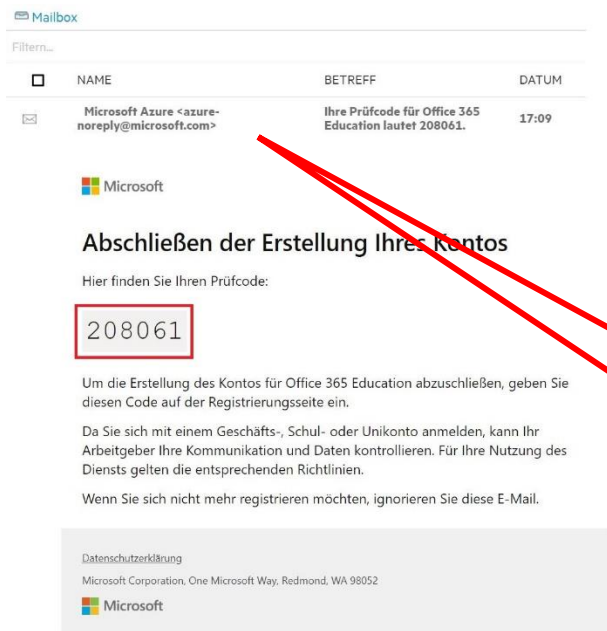 Mailbox
Filtern...
NAME BETREFF DATUM
Microsoft Azure <azure- Ihre Prüfcode für Office 365 17:09
noreply@microsoft.com> Education lautet 208061.
Microsoft
Abschließen der Erstellung Ihres Kontos
Hier finden Sie Ihren Prüfcode:
208061
Um die Erstellung des Kontos für Office 365 Education abzuschließen, geben Sie
diesen Code auf der Registrierungsseite ein.
Da Sie sich mit einem Geschäfts-, Schul- oder Unikonto anmelden, kann Ihr
Arbeitgeber Ihre Kommunikation und Daten kontrollieren. Für Ihre Nutzung des
Diensts gelten die entsprechenden Richtlinien.
Wenn Sie sich nicht mehr registrieren möchten, ignorieren Sie diese E-Mail.
Datenschutzerklärung
Microsoft Corporation, One Microsoft Way, Redmond, WA 98052
Microsoft